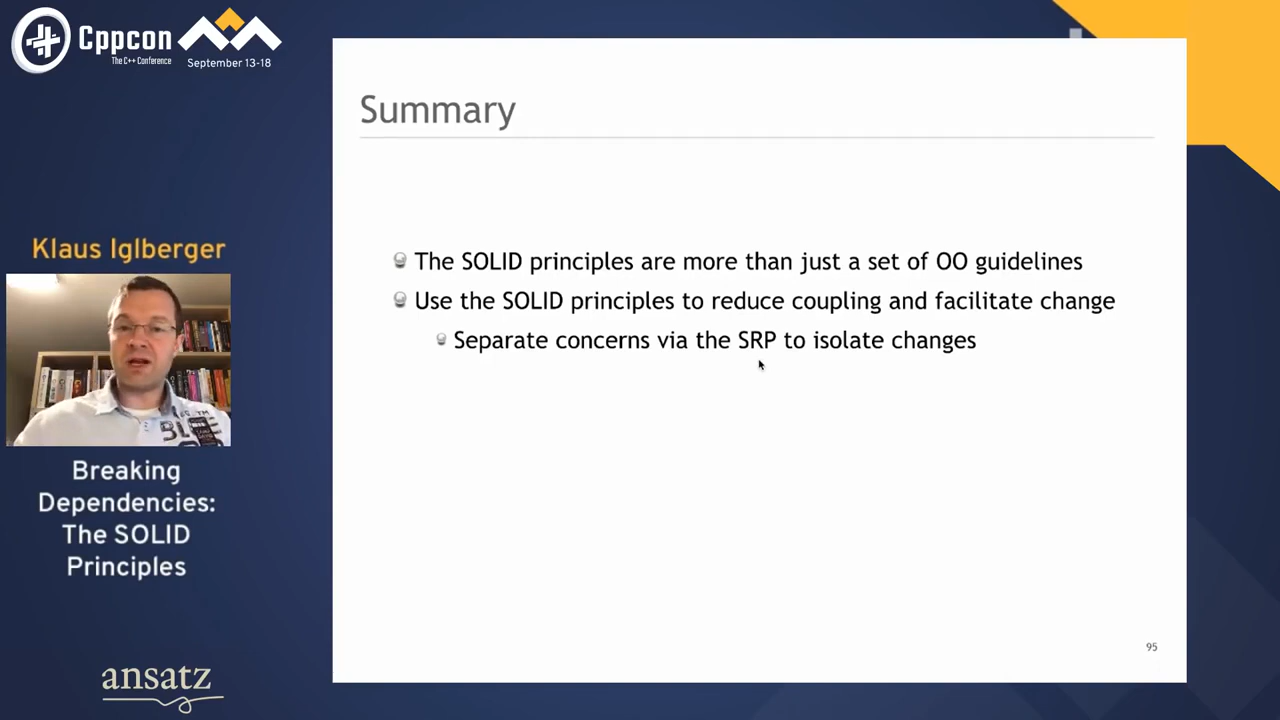 Cppcon
The C++ Conference
September 13-18
Klaus Iglberger
Breaking
Dependencies:
The SOLID
Principles
ansatz
Summary
The SOLID principles are more than just a set of OO guidelines
Use the SOLID principles to reduce coupling and facilitate change
Separate concerns via the SRP to isolate changes
95